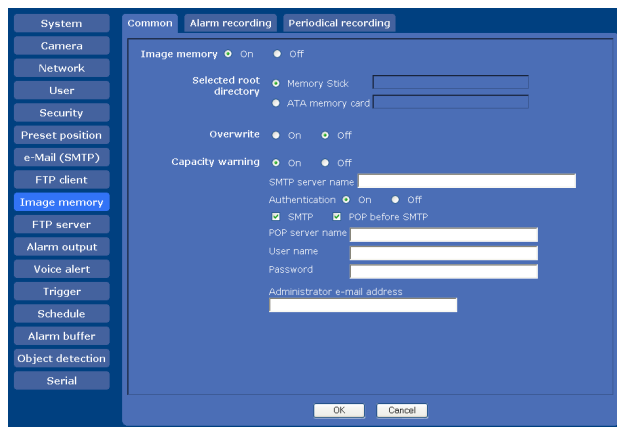 System
Camera
Network
User
Security
Preset position
e-Mail (SMTP)
FTP client
Image memory
FTP server
Alarm output
Voice alert
Trigger
Schedule
Alarm buffer
Object detection
Serial
Common Alarm recording Periodical recording
Image memory On Off
Selected root directory Memory Stick
ATA memory card
Overwrite On Off
Capacity warning On Off
SMTP server name
Authentication On Off
SMTP POP before SMTP
POP server name
User name
Password
Administrator e-mail address
OK Cancel